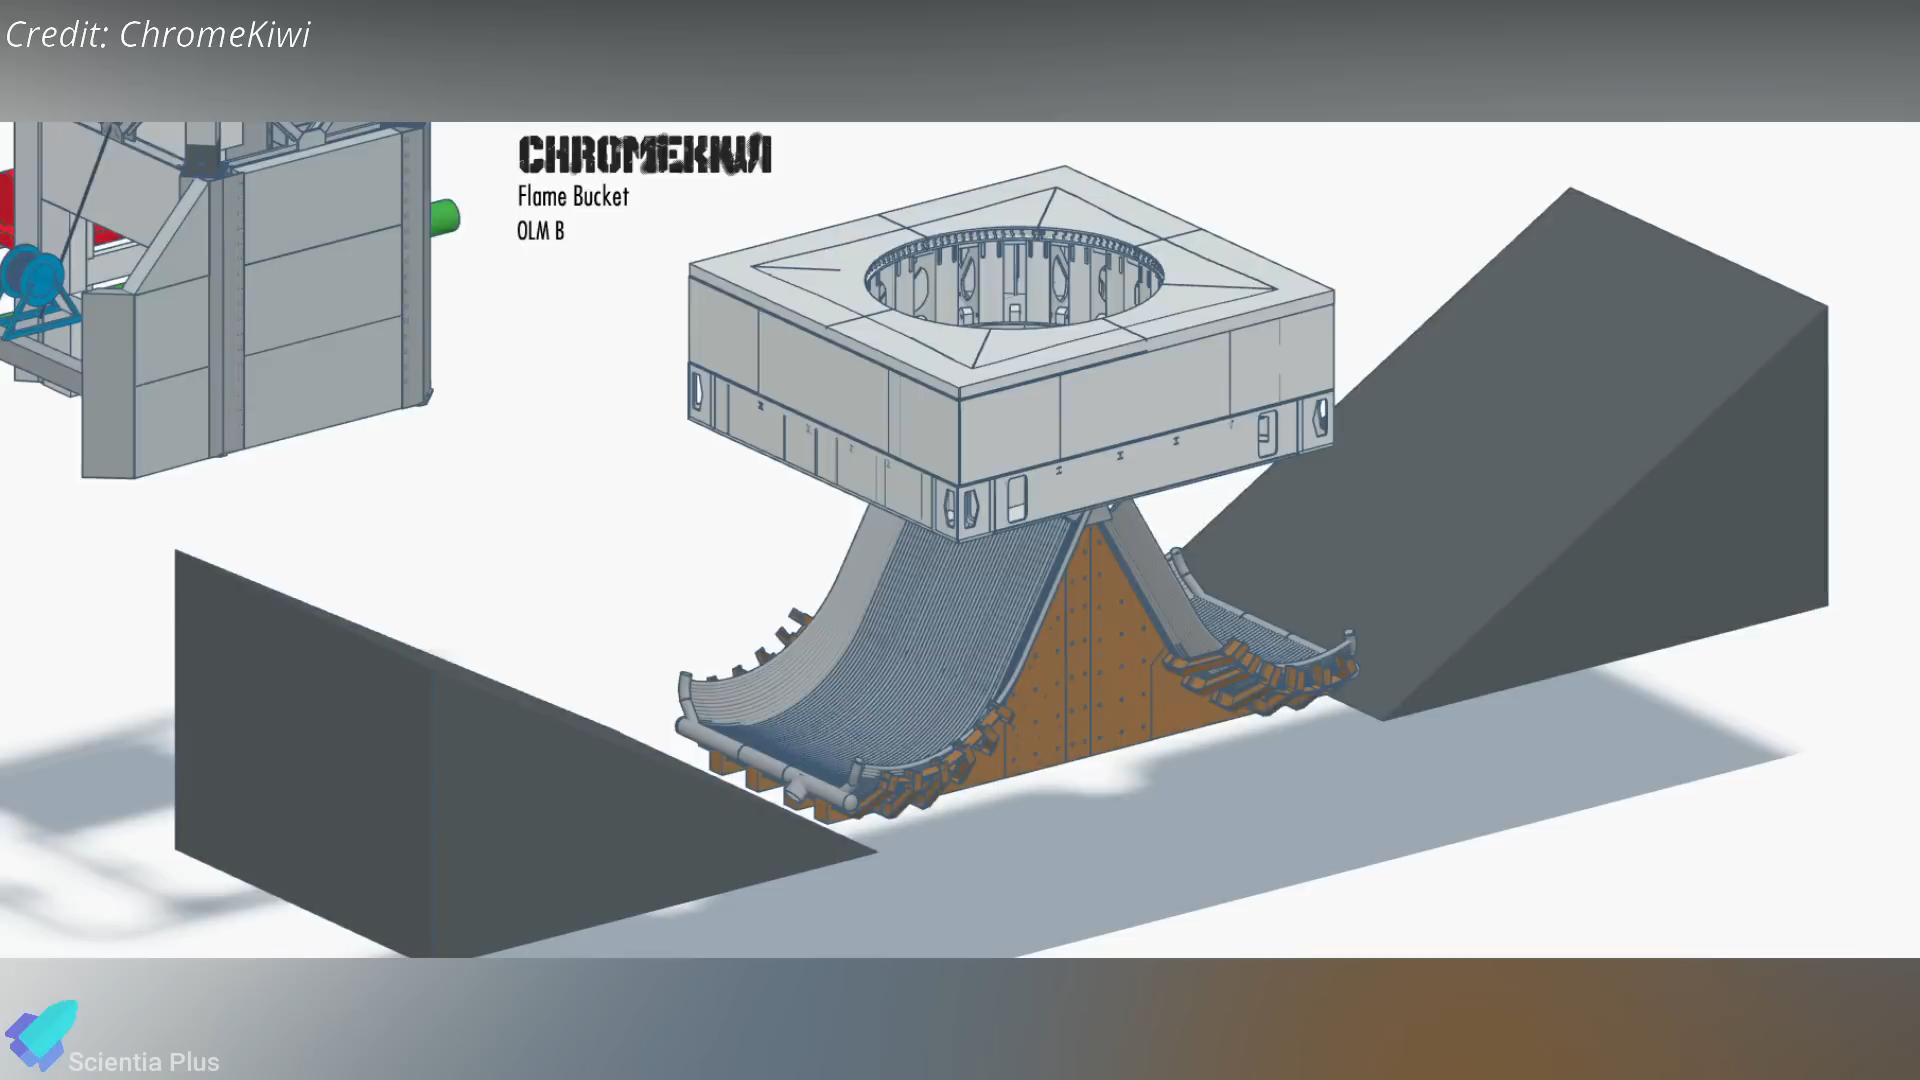 Credit: ChromeKiwi
CHROMEKIWI
Flame Bucket
OLM B
Scientia Plus